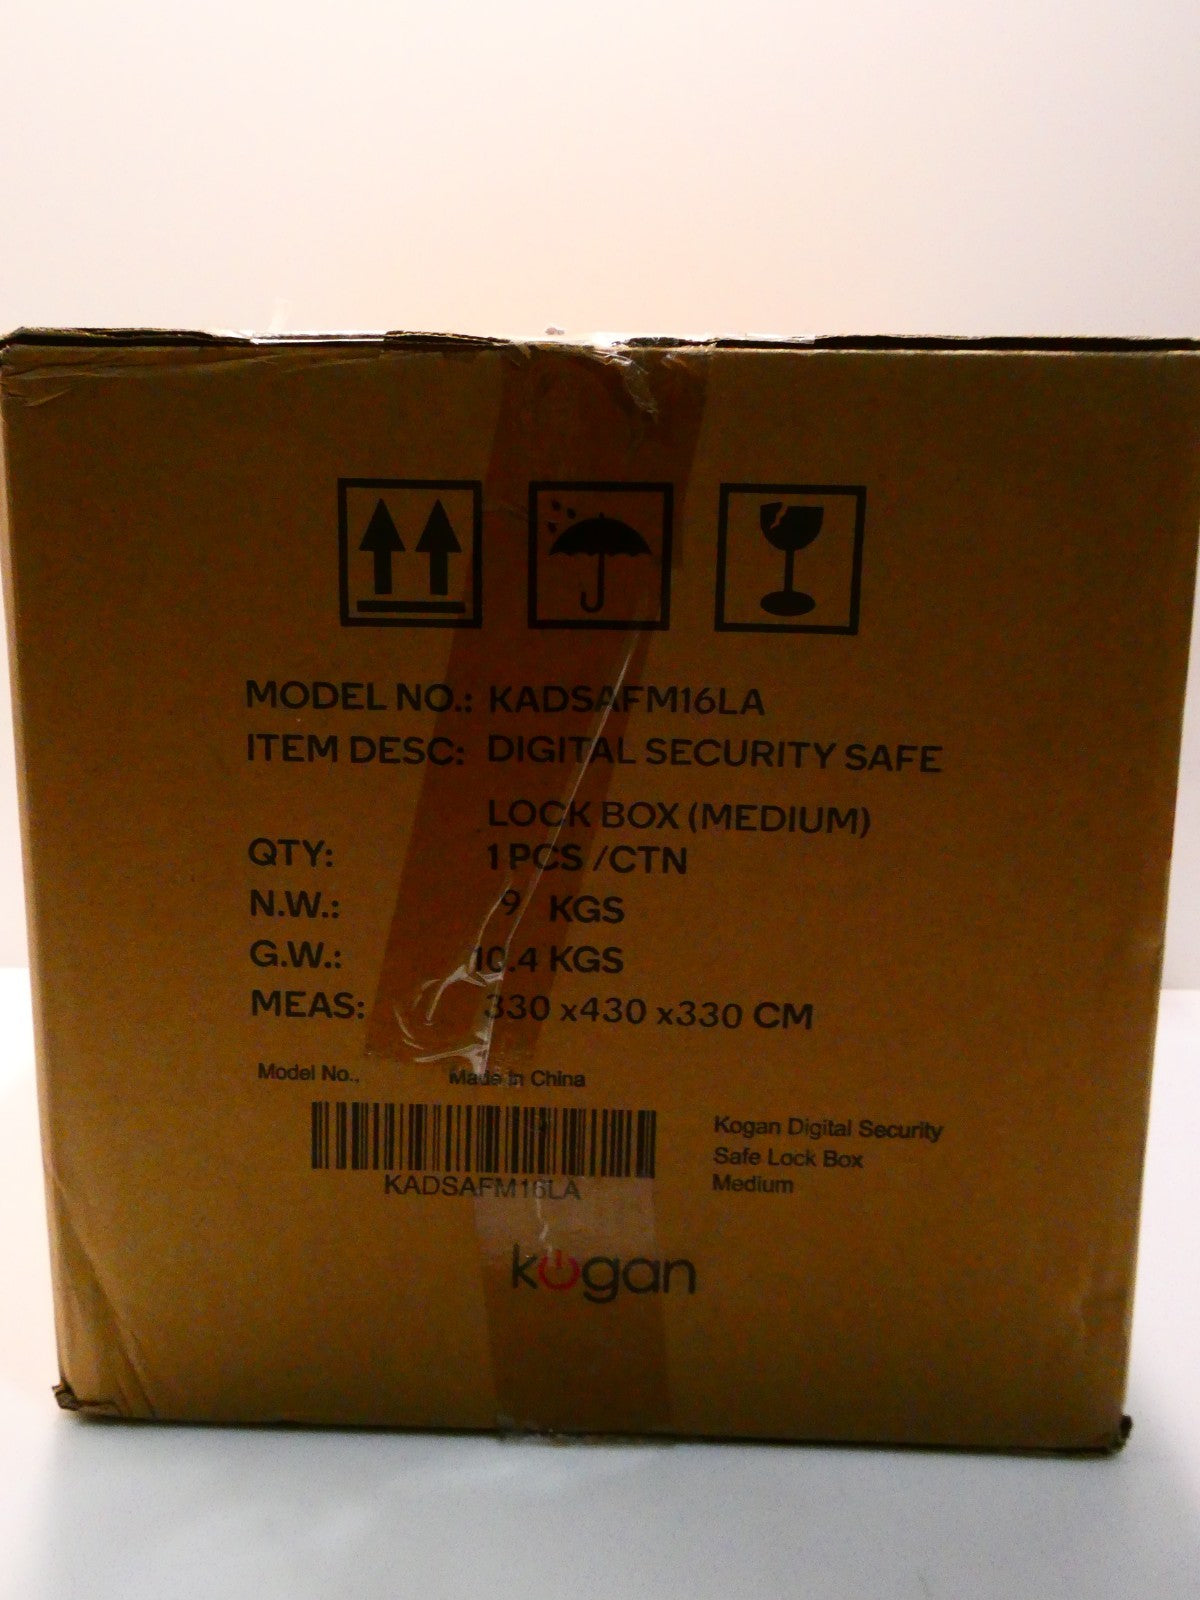 MODEL NO.: KADSAFM16LA
ITEM DESC: DIGITAL SECURITY SAFE
LOCK BOX (MEDIUM)
QTY: 1 PCS /CTN
N.W.: 9 KGS
G.W.: 10.4 KGS
MEAS: 330 x430 x330 CM
Model No., Made in China
KADSAFM16LA
Kogan Digital Security
Safe Lock Box
Medium
kogan